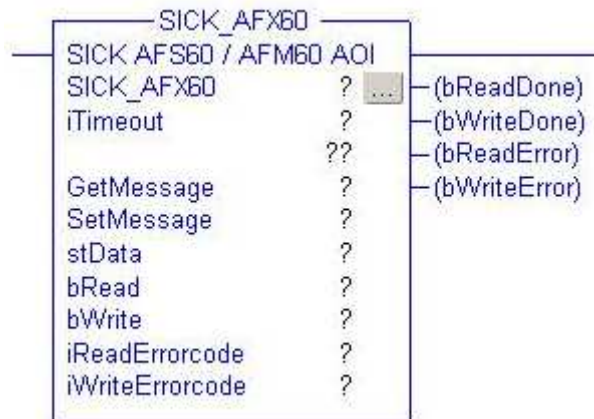 SICK_AFX60
SICK AFS60 / AFM60 AOI
SICK_AFX60 ? ... (bReadDone)
iTimeout ? (bWriteDone)
?? (bReadError)
GetMessage ? (bWriteError)
SetMessage ?
stData ?
bRead ?
bWrite ?
iReadErrorcode ?
iWriteErrorcode ?